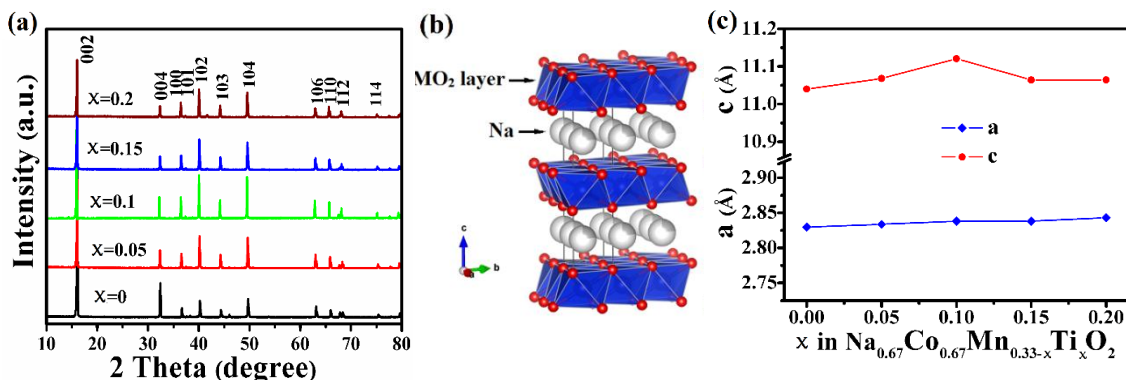 (a)
Intensity (a.u.)
002
004
100
101
102
103
104
106
110
112
114
X=0.2
X=0.15
X=0.1
X=0.05
X=0
10 20 30 40 50 60 70 80
2 Theta (degree)
(b)
MO₂ layer
Na
c
b
(c)
c (Å)
a (Å)
11.2
11.1
11.0
10.9
2.90
2.85
2.80
2.75
a
c
0.00 0.05 0.10 0.15 0.20
x in Na₀.₆₇Co₀.₆₇Mn₀.₃₃₋ₓTiₓO₂